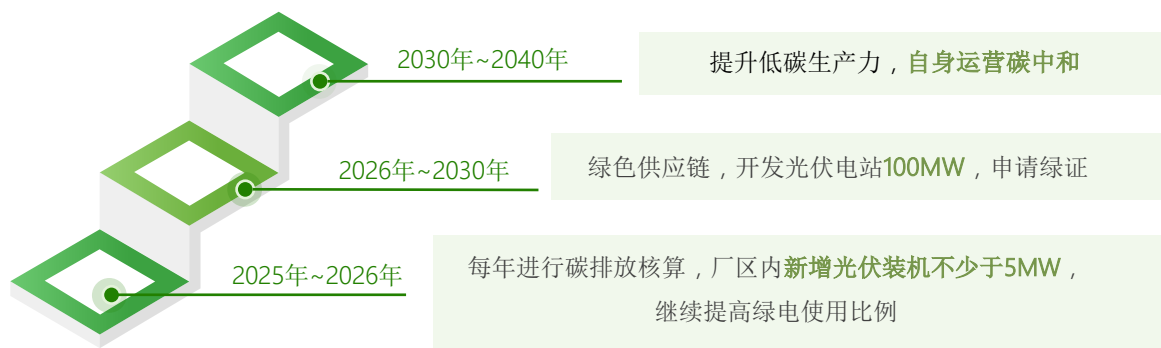 2030年~2040年
提升低碳生产力，自身运营碳中和
2026年~2030年
绿色供应链，开发光伏电站100MW，申请绿证
2025年~2026年
每年进行碳排放核算，厂区内新增光伏装机不少于5MW，
继续提高绿电使用比例